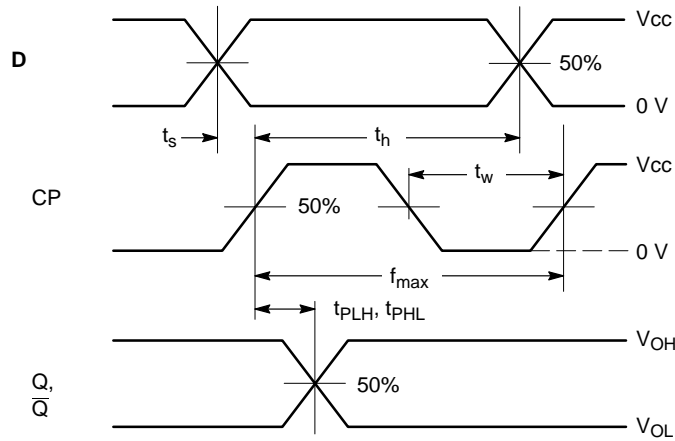 Vcc
D
50%
0 V
ts
th
Vcc
tw
CP
50%
0 V
fmax
tPLH, tPHL
VOH
Q,
Q̅
50%
VOL